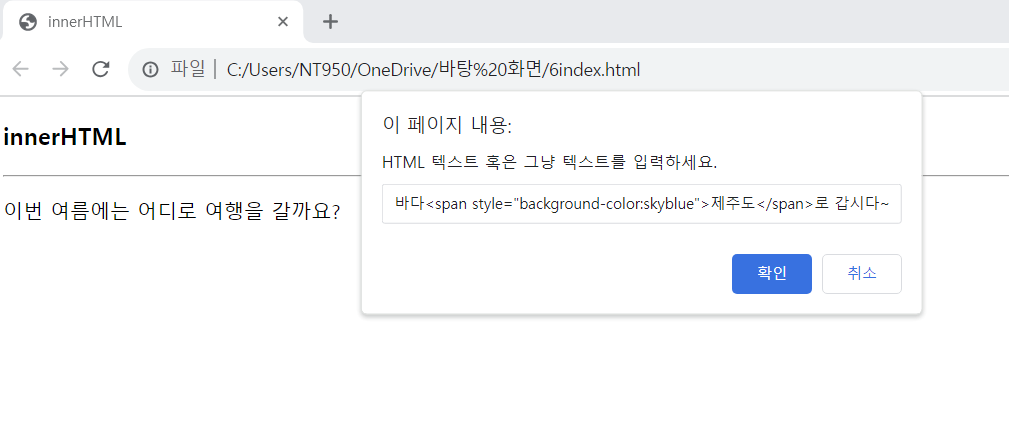 innerHTML
파일 | C:/Users/NT950/OneDrive/바탕%20화면/6index.html
이 페이지 내용:
HTML 텍스트 혹은 그냥 텍스트를 입력하세요.
바다<span style="background-color:skyblue">제주도</span>로 갑시다~
확인 취소
innerHTML
이번 여름에는 어디로 여행을 갈까요?